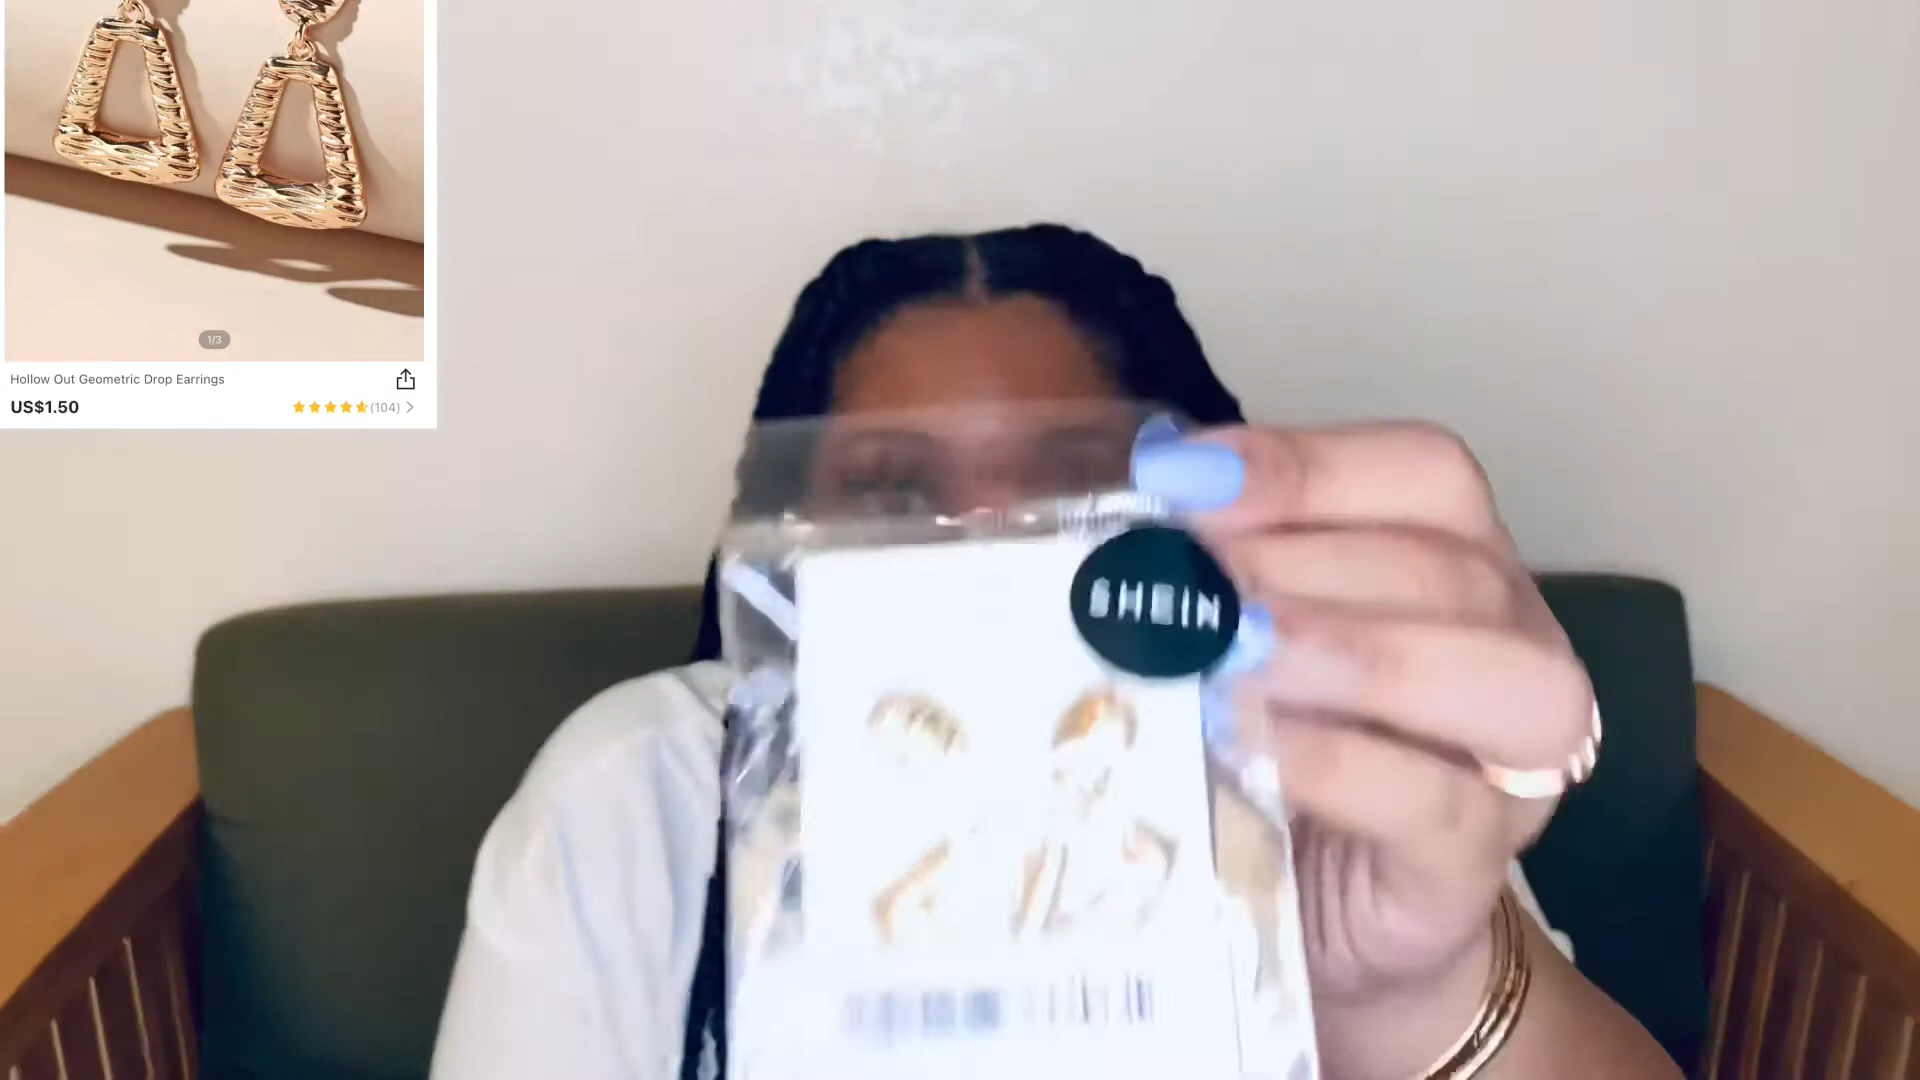 1/3
Hollow Out Geometric Drop Earrings
US$1.50
(104)
SHEIN